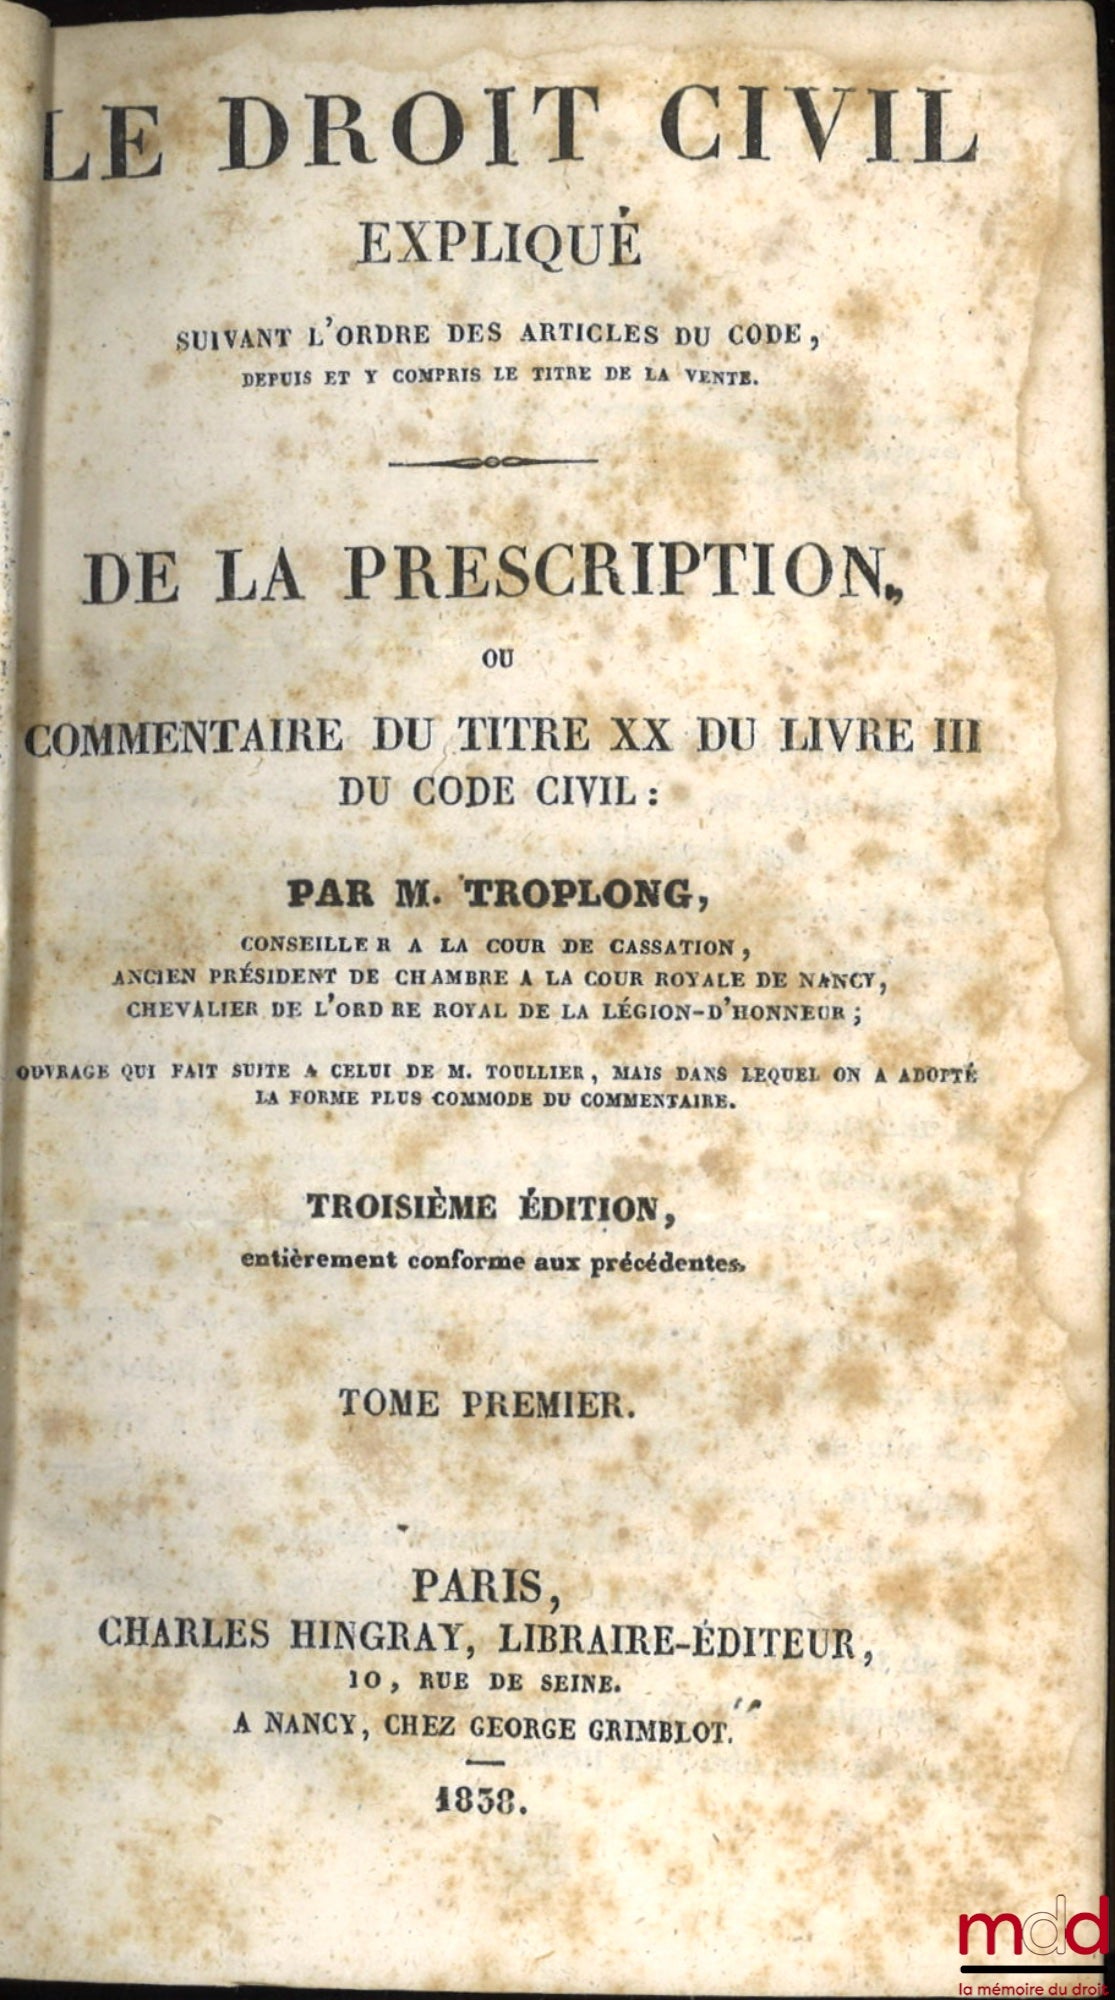 LE DROIT CIVIL
EXPLIQUÉ
SUIVANT L'ORDRE DES ARTICLES DU CODE,
DEPUIS ET Y COMPRIS LE TITRE DE LA VENTE.
DE LA PRESCRIPTION,
OU
COMMENTAIRE DU TITRE XX DU LIVRE III
DU CODE CIVIL :
PAR M. TROPLONG,
CONSEILLER A LA COUR DE CASSATION,
ANCIEN PRÉSIDENT DE CHAMBRE A LA COUR ROYALE DE NANCY,
CHEVALIER DE L'ORDRE ROYAL DE LA LÉGION-D'HONNEUR ;
OUVRAGE QUI FAIT SUITE A CELUI DE M. TOULLIER, MAIS DANS LEQUEL ON A ADOPTÉ
LA FORME PLUS COMMODE DU COMMENTAIRE.
TROISIÈME ÉDITION,
entièrement conforme aux précédentes.
TOME PREMIER.
PARIS,
CHARLES HINGRAY, LIBRAIRE-ÉDITEUR,
10, RUE DE SEINE.
A NANCY, CHEZ GEORGE GRIMBLOT.
1838.
mdd
la mémoire du droit